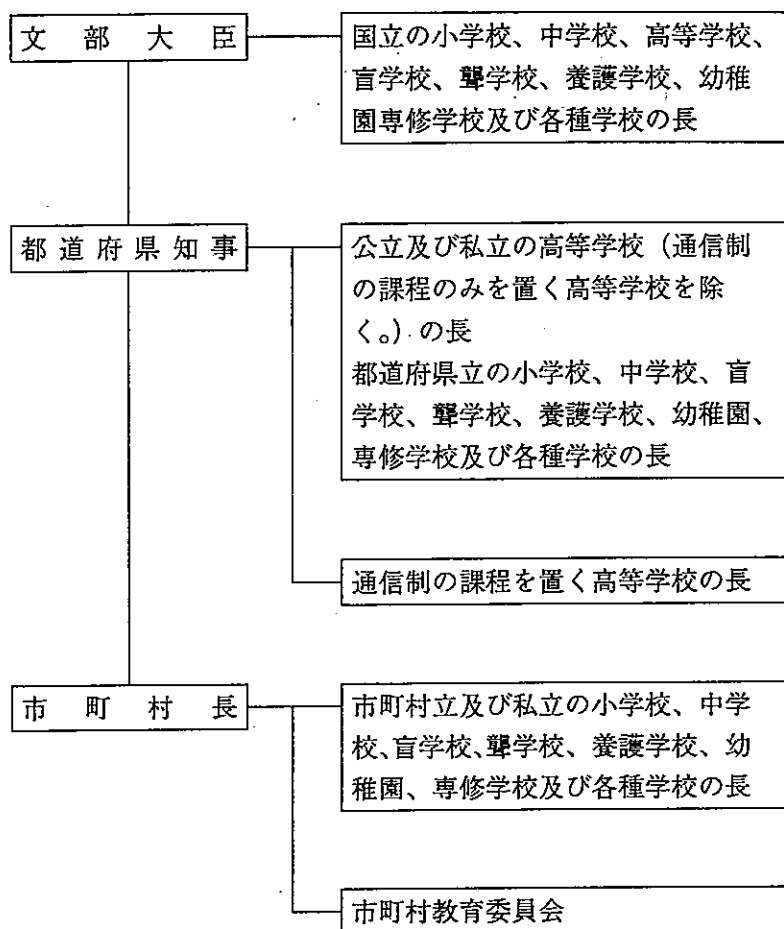 文部大臣
国立の小学校、中学校、高等学校、
盲学校、聾学校、養護学校、幼稚
園専修学校及び各種学校の長
都道府県知事
公立及び私立の高等学校（通信制
の課程のみを置く高等学校を除
く。）の長
都道府県立の小学校、中学校、盲
学校、聾学校、養護学校、幼稚園、
専修学校及び各種学校の長
通信制の課程を置く高等学校の長
市町村長
市町村立及び私立の小学校、中学
校、盲学校、聾学校、養護学校、幼
稚園、専修学校及び各種学校の長
市町村教育委員会